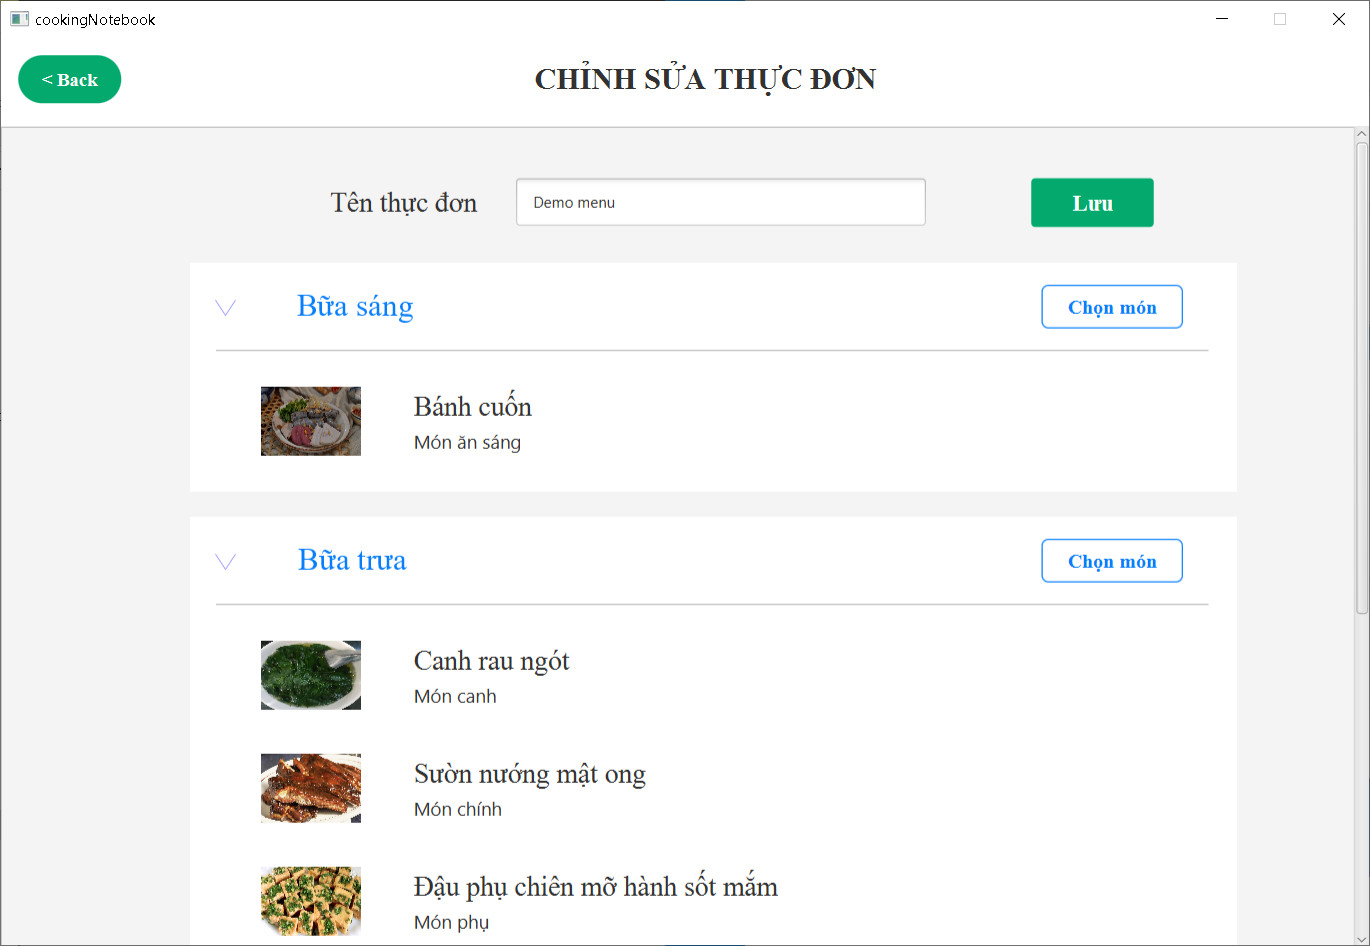 cookingNotebook
< Back
CHỈNH SỬA THỰC ĐƠN
Tên thực đơn
Demo menu
Lưu
Bữa sáng
Chọn món
Bánh cuốn
Món ăn sáng
Bữa trưa
Chọn món
Canh rau ngót
Món canh
Sườn nướng mật ong
Món chính
Đậu phụ chiên mỡ hành sốt mắm
Món phụ